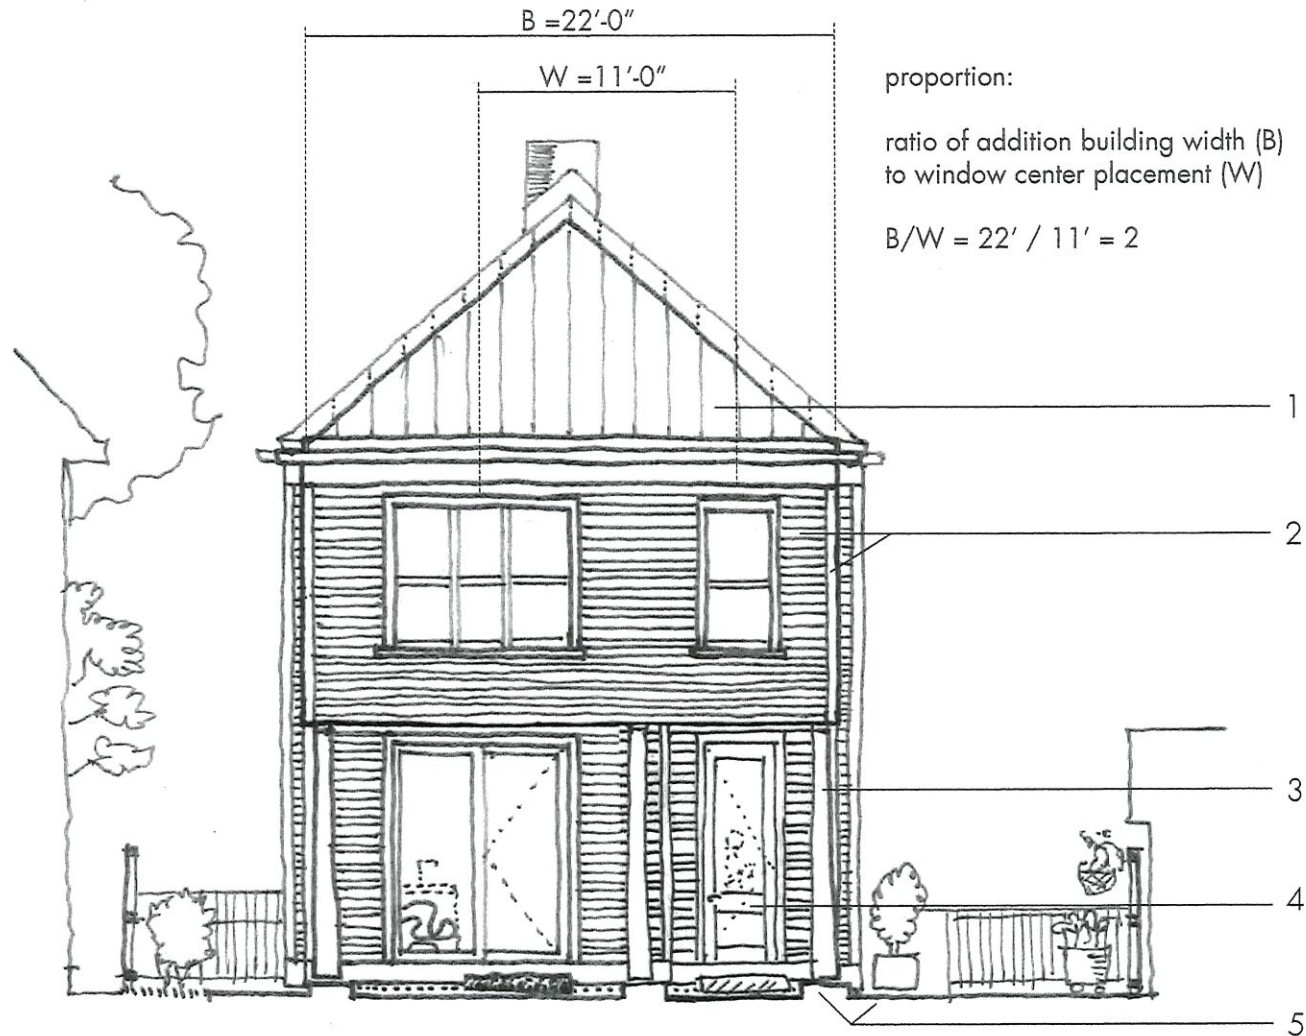 B =22'-0"
W =11'-0"
proportion:
ratio of addition building width (B)
to window center placement (W)
B/W = 22' / 11' = 2
1
2
3
4
5